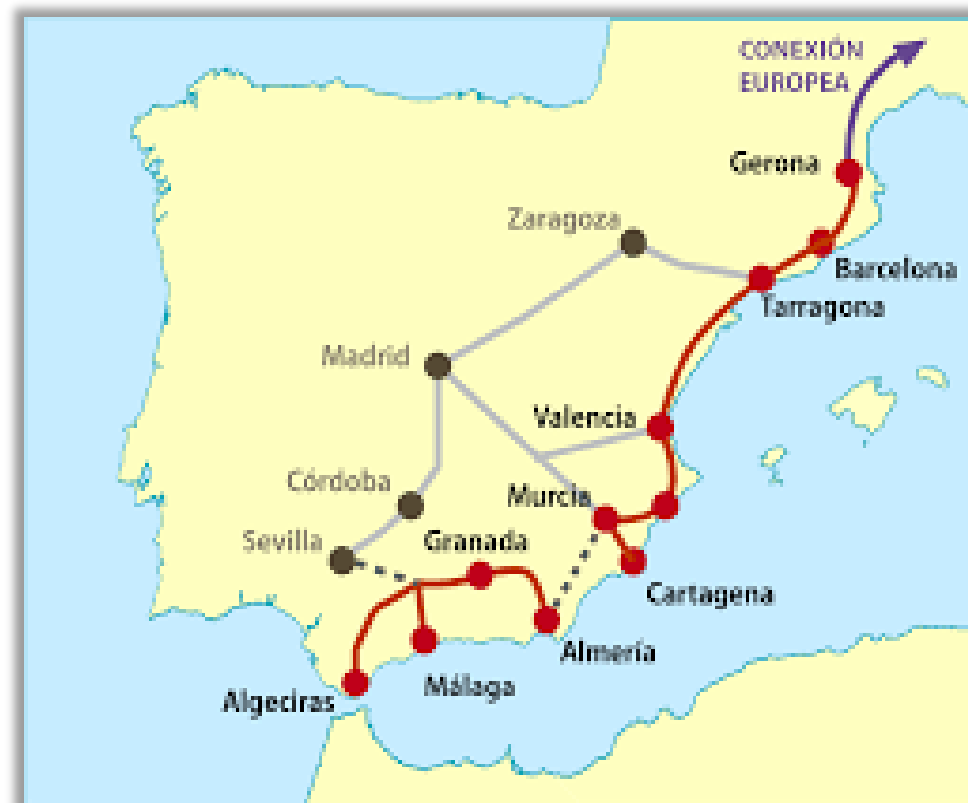 CONEXIÓN
EUROPEA
Gerona
Zaragoza
Barcelona
Tarragona
Madrid
Valencia
Córdoba
Murcia
Sevilla
Granada
Cartagena
Almería
Málaga
Algeciras